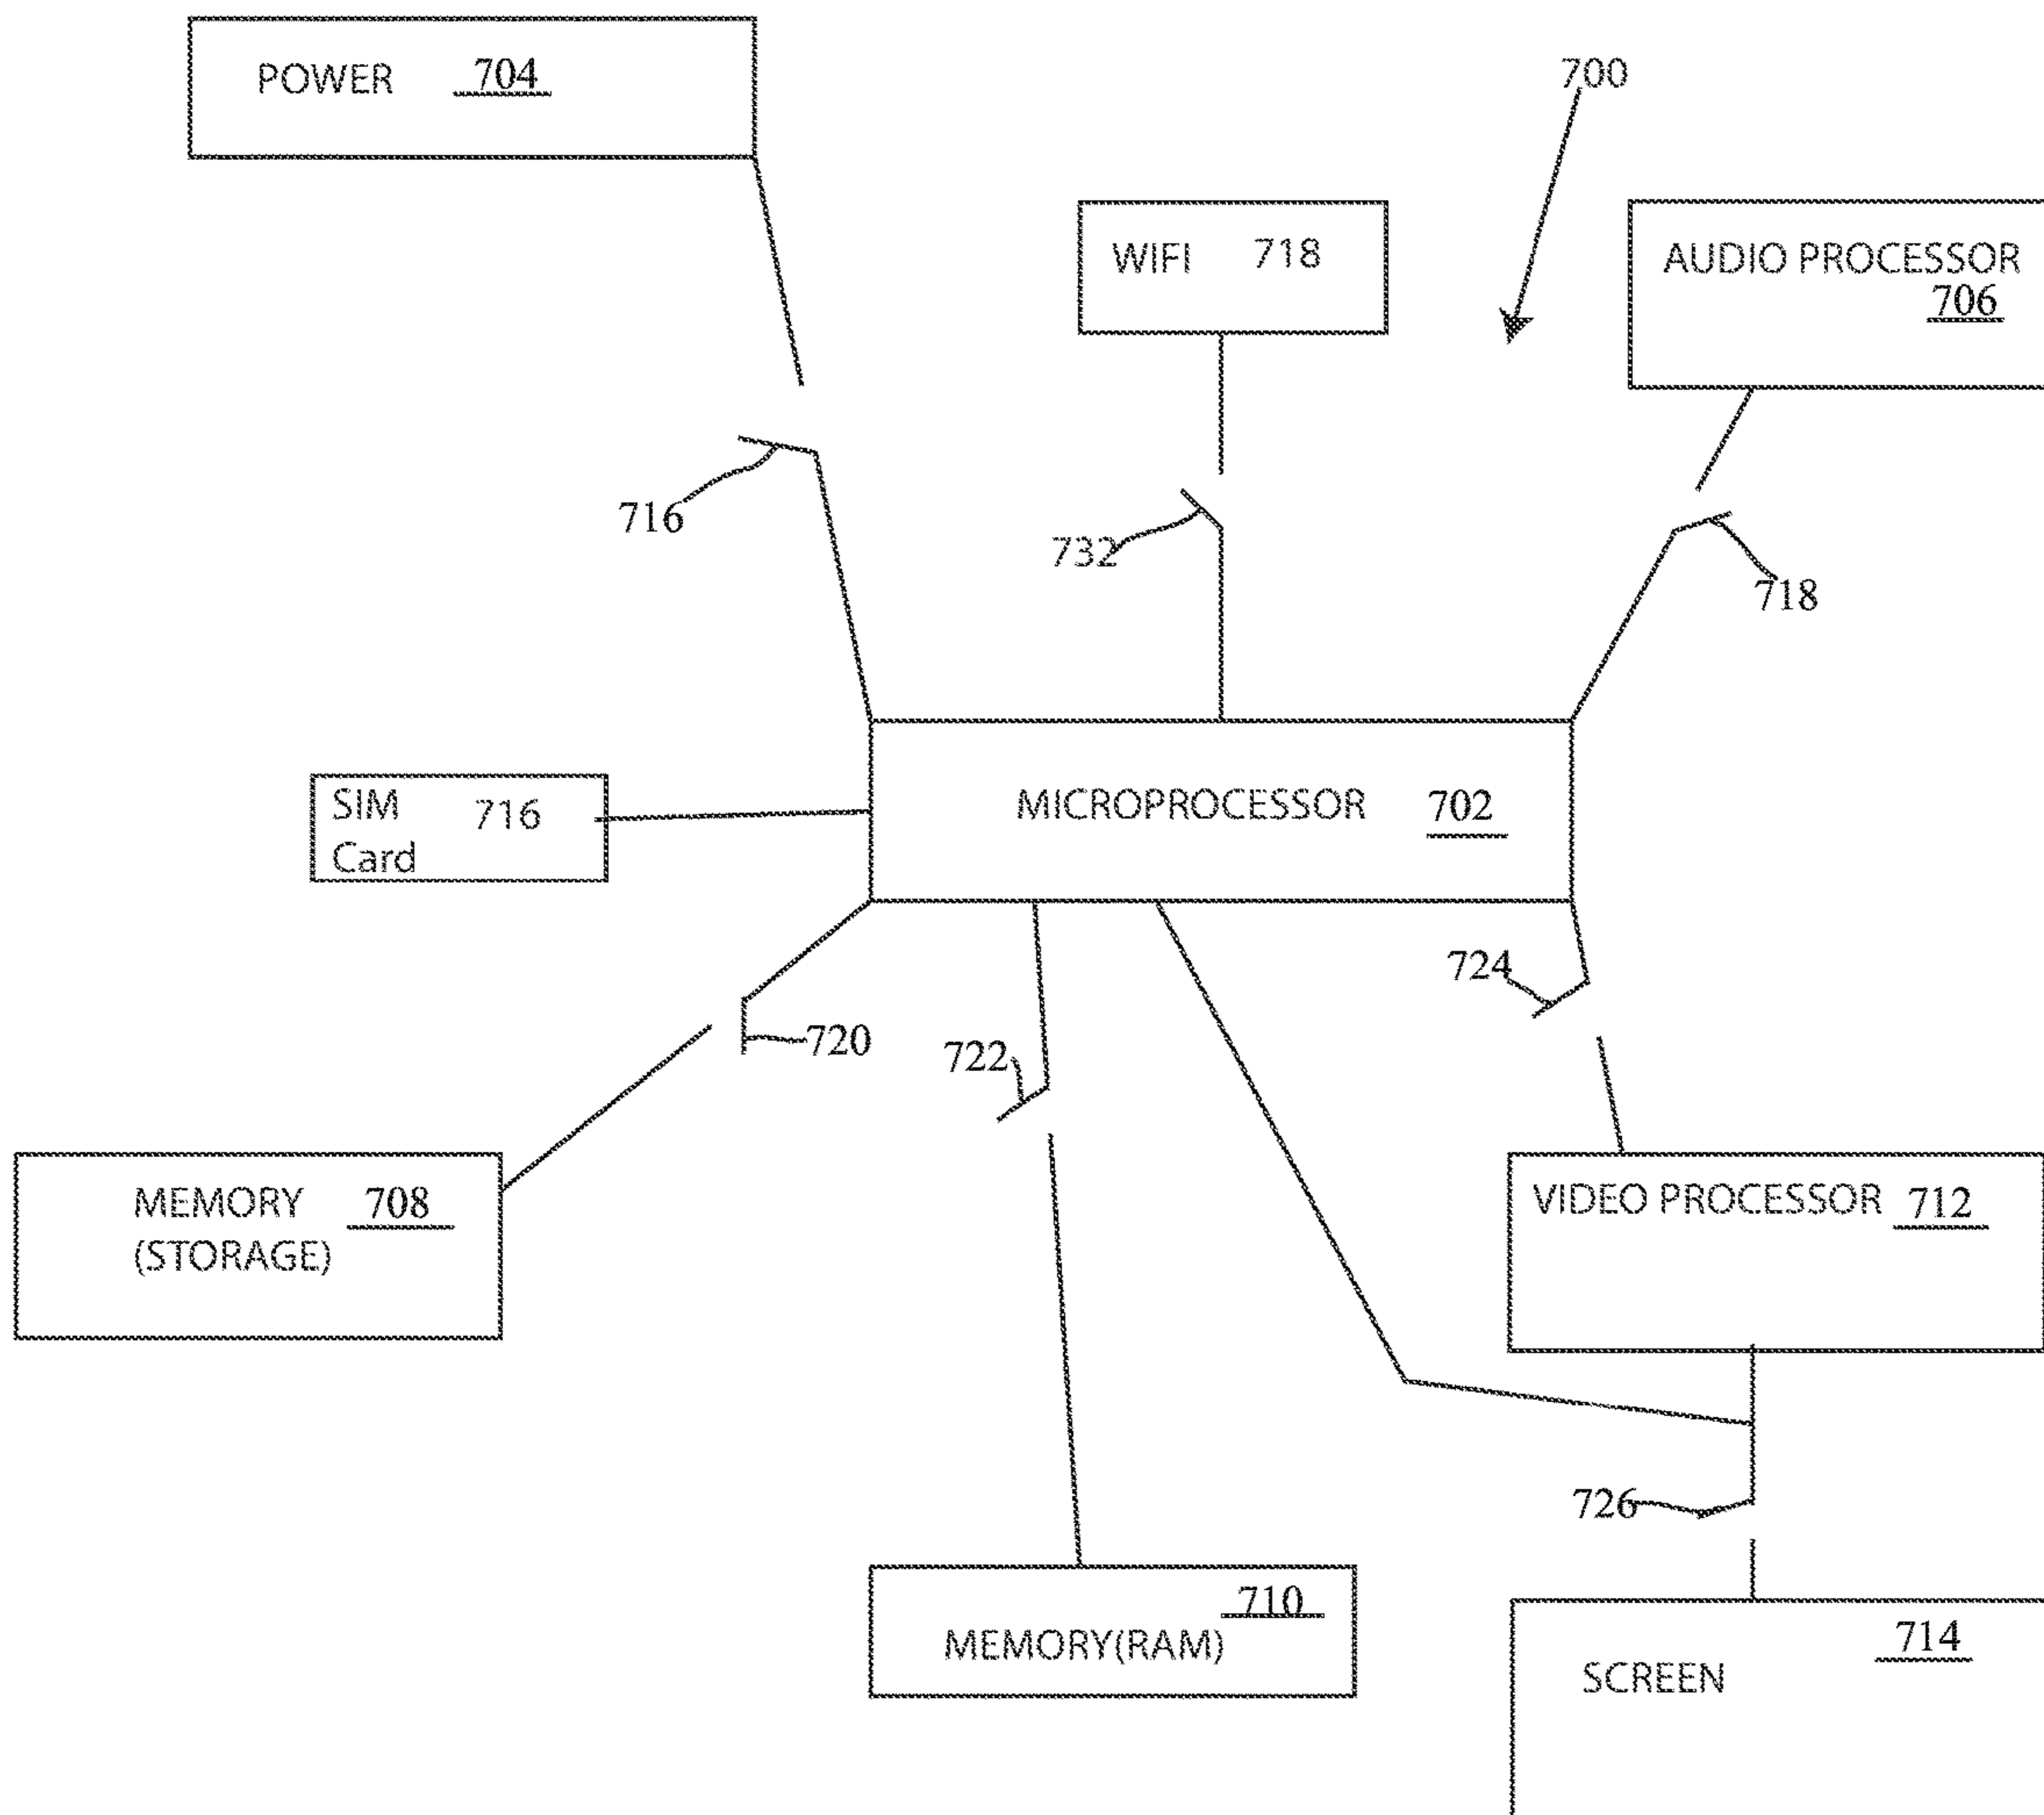 POWER 704
700
WIFI 718
AUDIO PROCESSOR
706
716
732
718
SIM 716
Card
MICROPROCESSOR 702
724
720
722
MEMORY 708
(STORAGE)
VIDEO PROCESSOR 712
726
710
MEMORY(RAM)
714
SCREEN